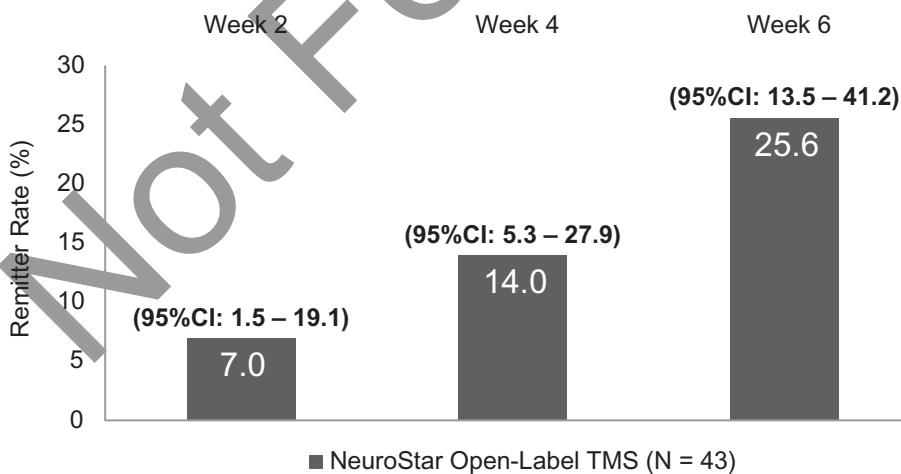 Week 2 Week 4 Week 6
30
(95%CI: 13.5 – 41.2)
25
25.6
20
15
(95%CI: 5.3 – 27.9)
14.0
10
(95%CI: 1.5 – 19.1)
7.0
5
0
Remitter Rate (%)
NeuroStar Open-Label TMS (N = 43)
Not